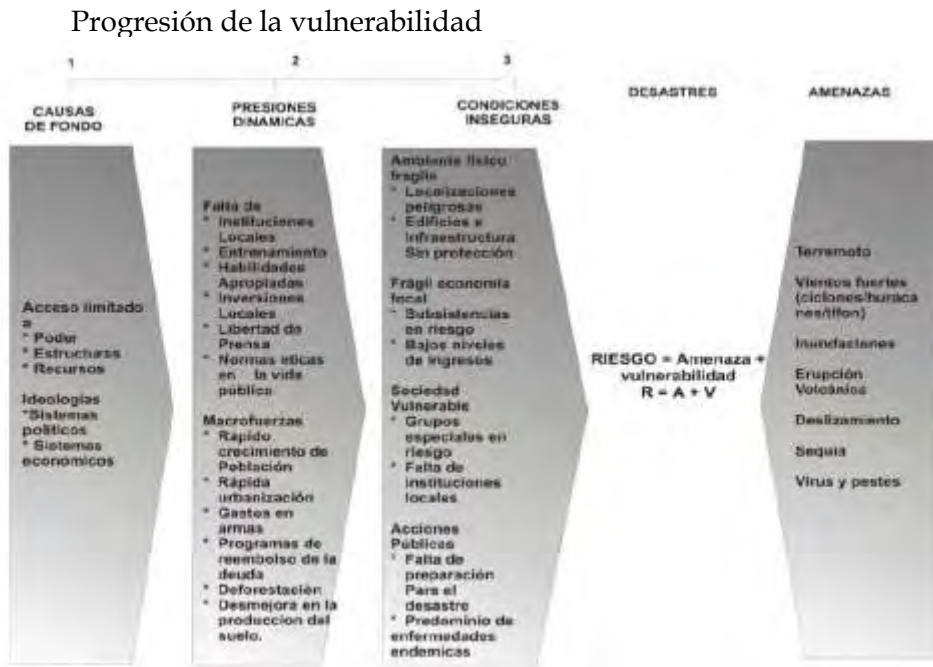 Progresión de la vulnerabilidad
1
2
3
CAUSAS
DE FONDO
PRESIONES
DINAMICAS
CONDICIONES
INSEGURAS
DESASTRES
AMENAZAS
Acceso limitado
a
* Poder
* Estructuras
* Recursos
Ideologías
*Sistemas
políticos
* Sistemas
económicos
Falta de
* Instituciones
Locales
* Entrenamiento
* Habilidades
Apropiadas
* Inversiones
Locales
* Libertad de
Prensa
* Normas eticas
en la vida
pública
Macrofuerzas
* Rápido
crecimiento de
Población
* Rápida
urbanización
* Gastos en
armas
* Programas de
reembolso de la
deuda
* Deforestación
* Desmejora en la
produccion del
suelo.
Ambiente físico
fragile
* Localizaciones
peligrosas
* Edificios e
infraestructura
Sin protección
Frágil economía
local
* Subsistencias
en riesgo
* Bajos niveles
de ingresos
Sociedad
Vulnerable
* Grupos
especiales en
riesgo
* Falta de
instituciones
locales
Acciones
Públicas
* Falta de
preparación
Para el
desastre
* Predominio de
enfermedades
endemicas
RIESGO = Amenaza +
vulnerabilidad
R = A + V
Terremoto
Vientos fuertes
(ciclones/huraca
nes/tifon)
Inundaciones
Erupción
Volcánica
Deslizamiento
Sequia
Virus y pestes